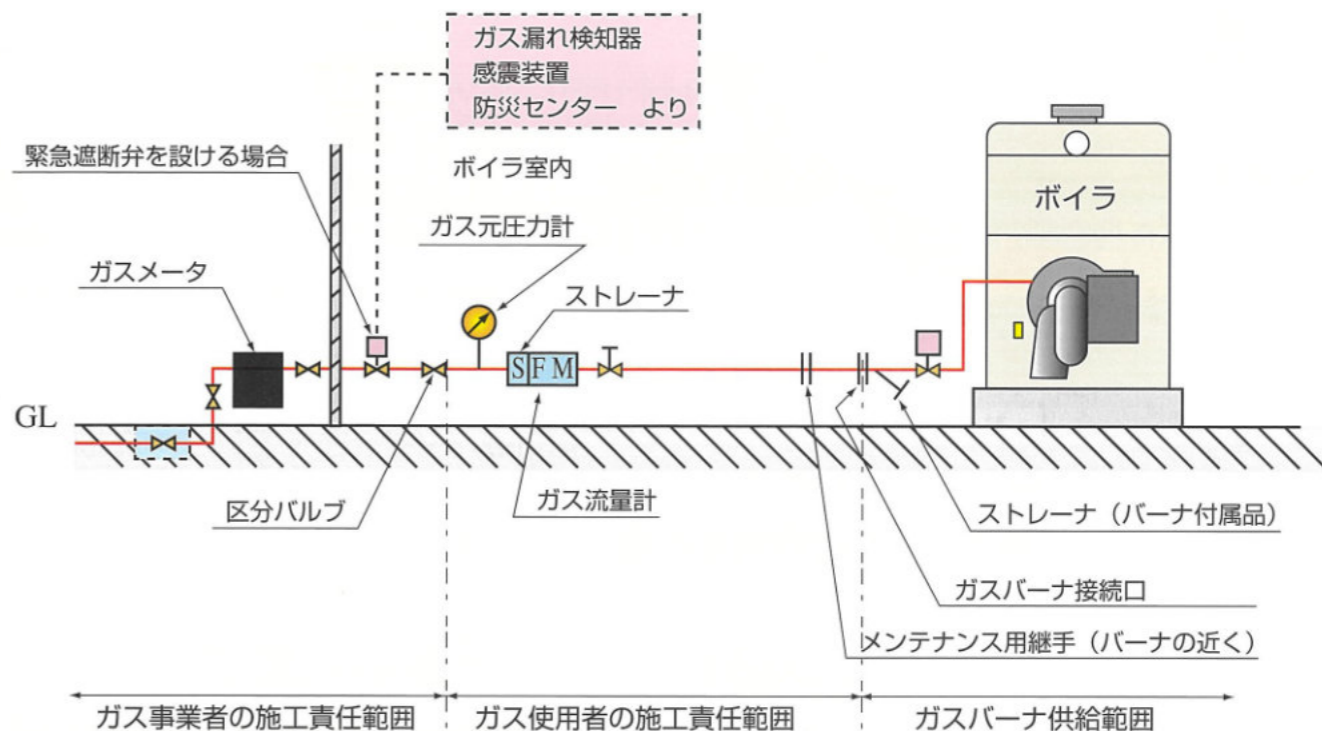 ガス漏れ検知器
感震装置
防災センター より
緊急遮断弁を設ける場合
ボイラ室内
ガス元圧力計
ボイラ
ガスメータ
ストレーナ
S F M
GL
区分バルブ
ガス流量計
ストレーナ（バーナ付属品）
ガスバーナ接続口
メンテナンス用継手（バーナの近く）
ガス事業者の施工責任範囲
ガス使用者の施工責任範囲
ガスバーナ供給範囲